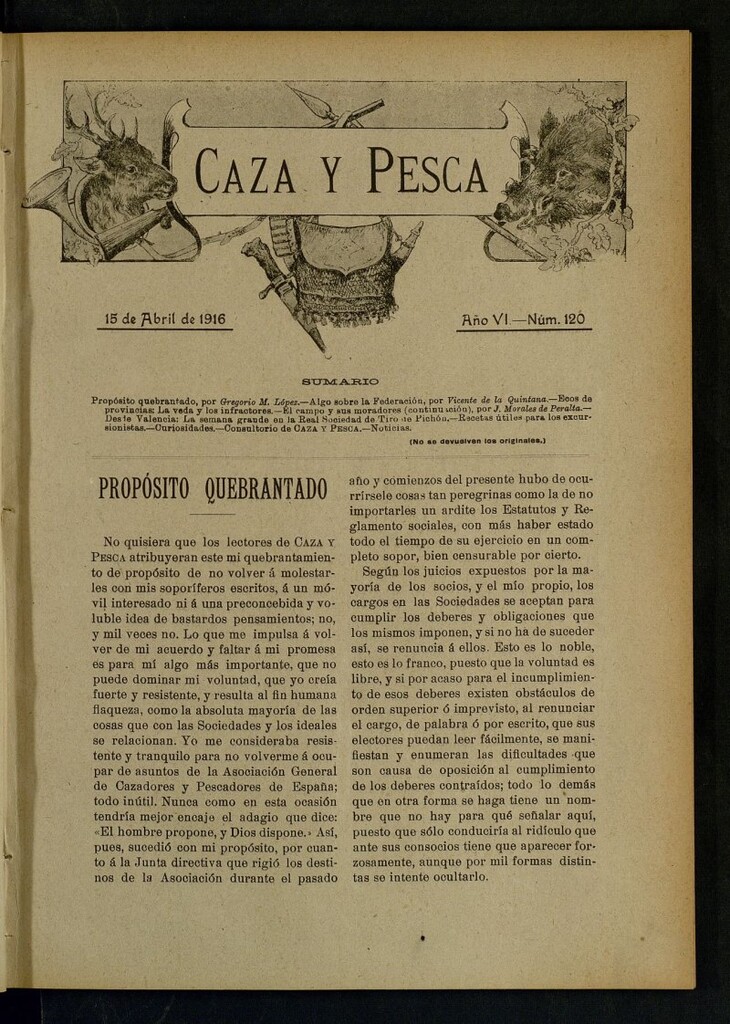 CAZA Y PESCA
15 de Abril de 1916
Año VI.—Núm. 120
SUMARIO
Propósito quebrantado, por Gregorio M. López.—Algo sobre la Federación, por Vicente de la Quintana.—Ecos de
provincias: La veda y los infractores.—El campo y sus moradores (continuación), por J. Morales de Peralta.—
Desde Valencia: La semana grande en la Real Sociedad de Tiro de Pichón.—Recetas útiles para los excur-
sionistas.—Curiosidades.—Consultorio de CAZA Y PESCA.—Noticias.
(No se devuelven los originales.)
PROPÓSITO QUEBRANTADO
No quisiera que los lectores de CAZA Y
PESCA atribuyeran este mi quebrantamien-
to de propósito de no volver á molestar-
les con mis soporíferos escritos, á un mó-
vil interesado ni á una preconcebida y vo-
luble idea de bastardos pensamientos; no,
y mil veces no. Lo que me impulsa á vol-
ver de mi acuerdo y faltar á mi promesa
es para mí algo más importante, que no
puede dominar mi voluntad, que yo creía
fuerte y resistente, y resulta al fin humana
flaqueza, como la absoluta mayoría de las
cosas que con las Sociedades y los ideales
se relacionan. Yo me consideraba resis-
tente y tranquilo para no volverme á ocu-
par de asuntos de la Asociación General
de Cazadores y Pescadores de España;
todo inútil. Nunca como en esta ocasión
tendría mejor encaje el adagio que dice:
«El hombre propone, y Dios dispone.» Así,
pues, sucedió con mi propósito, por cuan-
to á la Junta directiva que rigió los desti-
nos de la Asociación durante el pasado
año y comienzos del presente hubo de ocu-
rrírsele cosas tan peregrinas como la de no
importarles un ardite los Estatutos y Re-
glamento sociales, con más haber estado
todo el tiempo de su ejercicio en un com-
pleto sopor, bien censurable por cierto.
Según los juicios expuestos por la ma-
yoría de los socios, y el mío propio, los
cargos en las Sociedades se aceptan para
cumplir los deberes y obligaciones que
los mismos imponen, y si no ha de suceder
así, se renuncia á ellos. Esto es lo noble,
esto es lo franco, puesto que la voluntad es
libre, y si por acaso para el incumplimien-
to de esos deberes existen obstáculos de
orden superior ó imprevisto, al renunciar
el cargo, de palabra ó por escrito, que sus
electores puedan leer fácilmente, se mani-
fiestan y enumeran las dificultades que
son causa de oposición al cumplimiento
de los deberes contraídos; todo lo demás
que en otra forma se haga tiene un nom-
bre que no hay para qué señalar aquí,
puesto que sólo conduciría al ridículo que
ante sus consocios tiene que aparecer for-
zosamente, aunque por mil formas distin-
tas se intente ocultarlo.